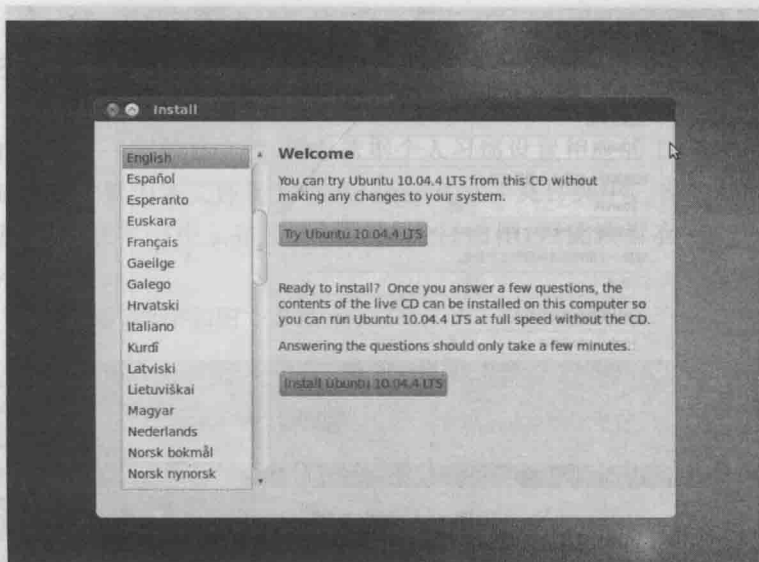 Install
English
Español
Esperanto
Euskara
Français
Gaeilge
Galego
Hrvatski
Italiano
Kurdî
Latviski
Lietuviškai
Magyar
Nederlands
Norsk bokmål
Norsk nynorsk
Welcome
You can try Ubuntu 10.04.4 LTS from this CD without
making any changes to your system.
Try Ubuntu 10.04.4 LTS
Ready to install? Once you answer a few questions, the
contents of the live CD can be installed on this computer so
you can run Ubuntu 10.04.4 LTS at full speed without the CD.
Answering the questions should only take a few minutes.
Install Ubuntu 10.04.4 LTS